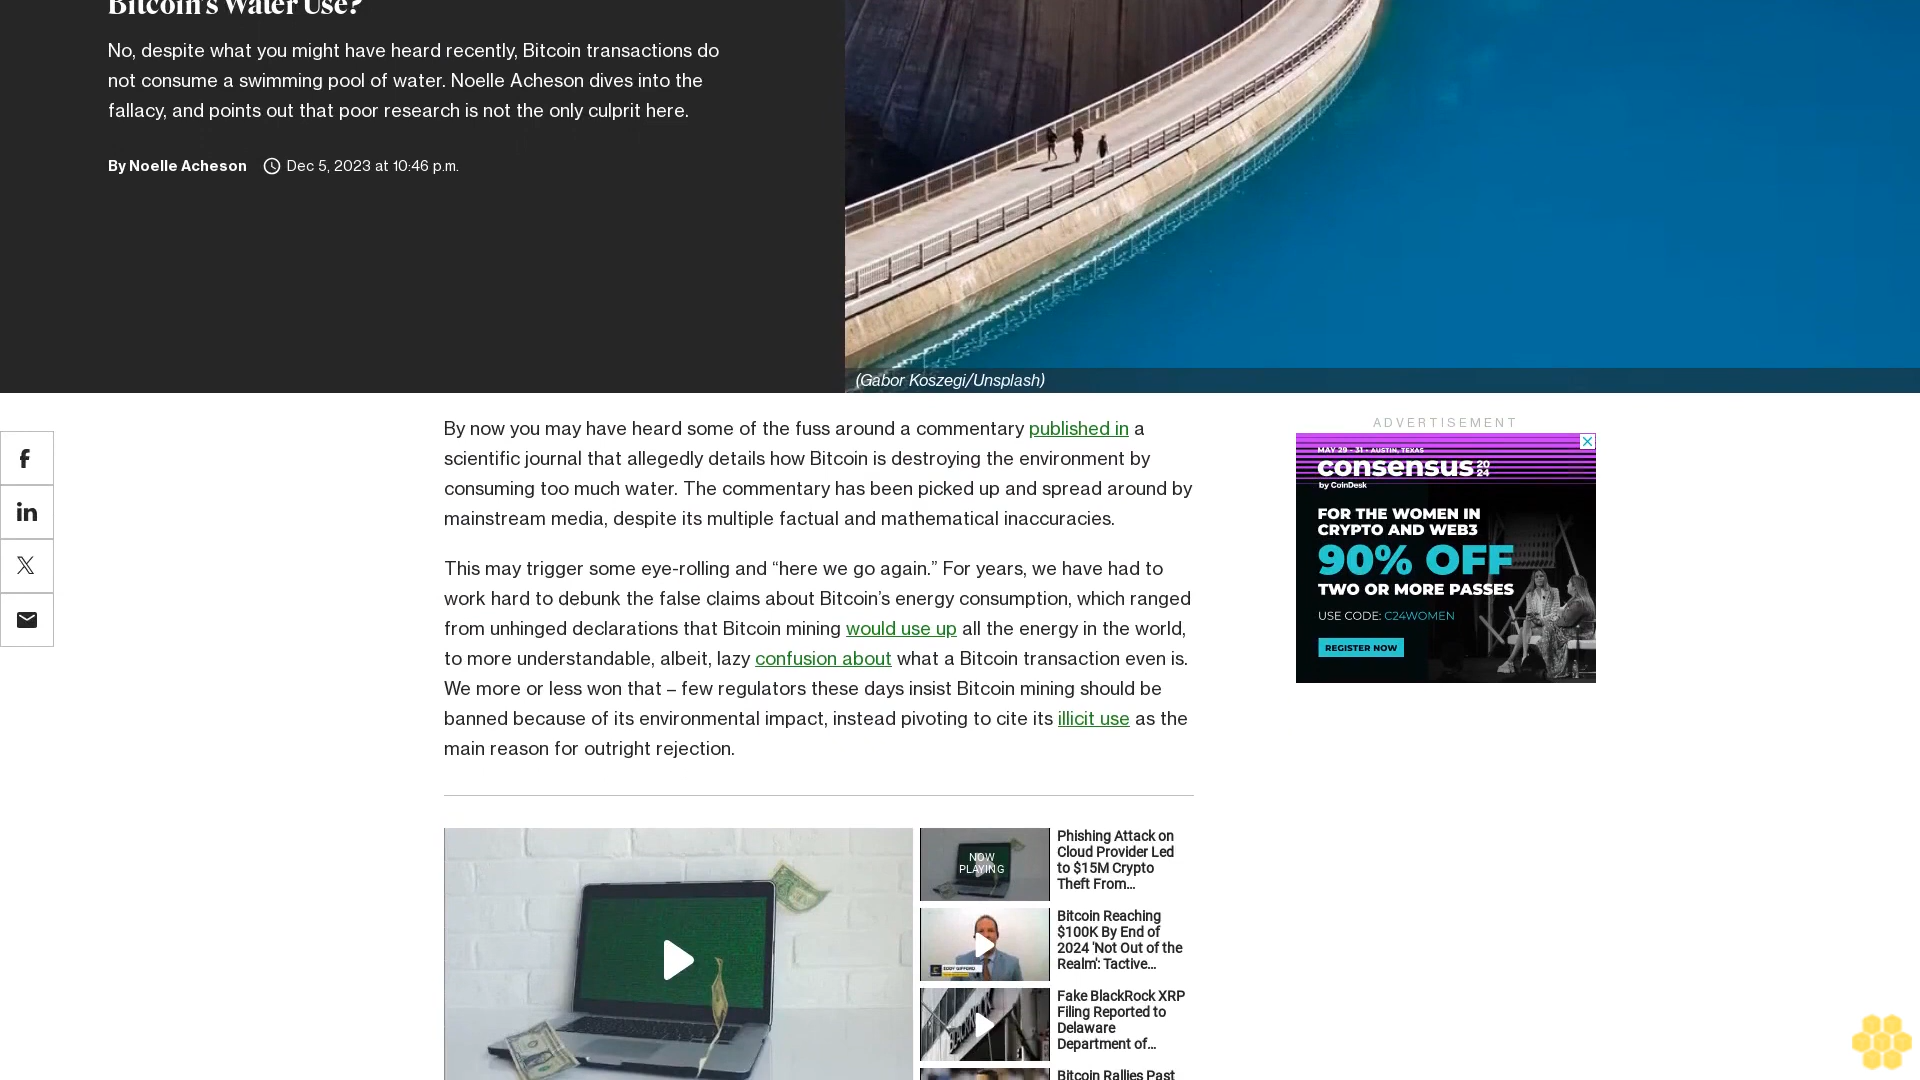 Bitcoin's Water Use?
No, despite what you might have heard recently, Bitcoin transactions do
not consume a swimming pool of water. Noelle Acheson dives into the
fallacy, and points out that poor research is not the only culprit here.
By Noelle Acheson Dec 5, 2023 at 10:46 p.m.
(Gabor Koszegi/Unsplash)
By now you may have heard some of the fuss around a commentary published in a
scientific journal that allegedly details how Bitcoin is destroying the environment by
consuming too much water. The commentary has been picked up and spread around by
mainstream media, despite its multiple factual and mathematical inaccuracies.
This may trigger some eye-rolling and “here we go again.” For years, we have had to
work hard to debunk the false claims about Bitcoin’s energy consumption, which ranged
from unhinged declarations that Bitcoin mining would use up all the energy in the world,
to more understandable, albeit, lazy confusion about what a Bitcoin transaction even is.
We more or less won that – few regulators these days insist Bitcoin mining should be
banned because of its environmental impact, instead pivoting to cite its illicit use as the
main reason for outright rejection.
ADVERTISEMENT
MAY 29 - 31 • AUSTIN, TEXAS
consensus 20
24
by CoinDesk
FOR THE WOMEN IN
CRYPTO AND WEB3
90% OFF
TWO OR MORE PASSES
USE CODE: C24WOMEN
REGISTER NOW
NOW
PLAYING
Phishing Attack on
Cloud Provider Led
to $15M Crypto
Theft From...
EDDY GIFFORD
Bitcoin Reaching
$100K By End of
2024 'Not Out of the
Realm': Tactive...
Fake BlackRock XRP
Filing Reported to
Delaware
Department of...
Bitcoin Rallies Past